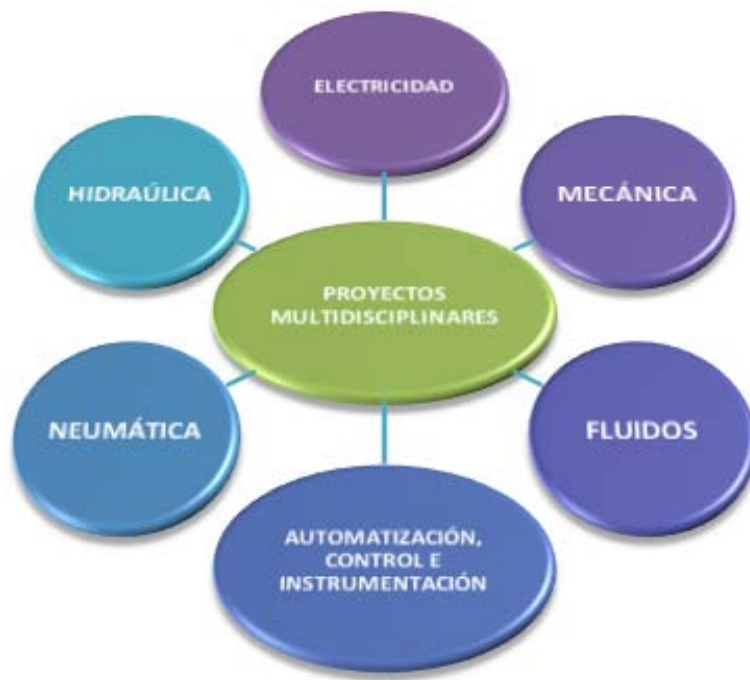 ELECTRICIDAD
HIDRAÚLICA
MECÁNICA
PROYECTOS
MULTIDISCIPLINARES
NEUMÁTICA
FLUIDOS
AUTOMATIZACIÓN,
CONTROL E
INSTRUMENTACIÓN